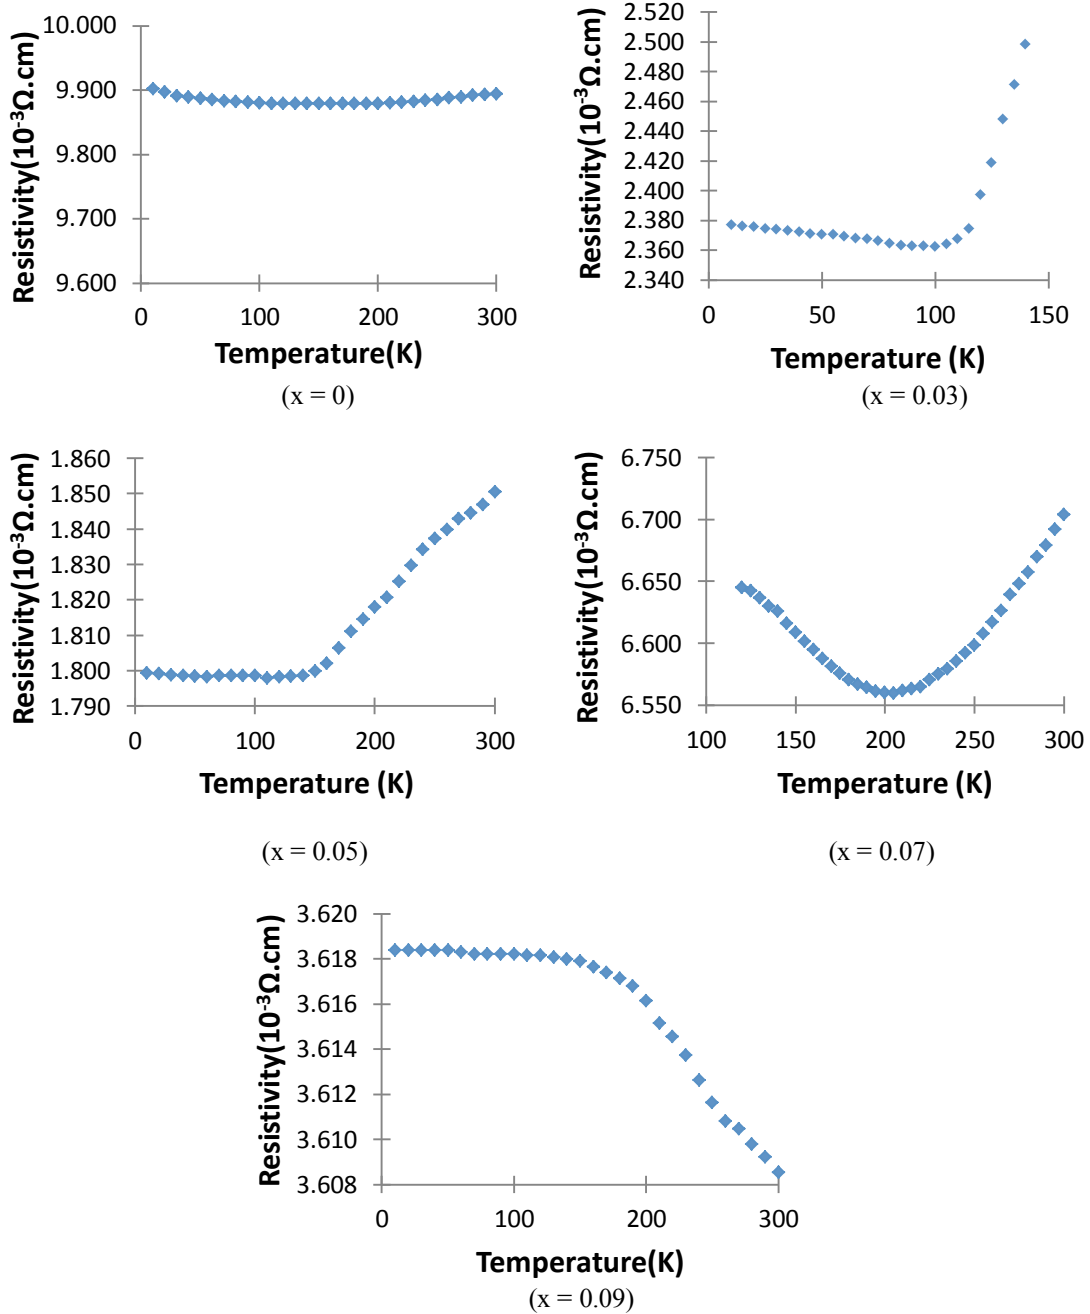 Resistivity(10⁻³Ω.cm)
10.000
9.900
9.800
9.700
9.600
0 100 200 300
Temperature(K)
(x = 0)
Resistivity(10⁻³Ω.cm)
2.520
2.500
2.480
2.460
2.440
2.420
2.400
2.380
2.360
2.340
0 50 100 150
Temperature (K)
(x = 0.03)
Resistivity(10⁻³Ω.cm)
1.860
1.850
1.840
1.830
1.820
1.810
1.800
1.790
0 100 200 300
Temperature (K)
(x = 0.05)
Resistivity(10⁻³Ω.cm)
6.750
6.700
6.650
6.600
6.550
100 150 200 250 300
Temperature (K)
(x = 0.07)
Resistivity(10⁻³Ω.cm)
3.620
3.618
3.616
3.614
3.612
3.610
3.608
0 100 200 300
Temperature(K)
(x = 0.09)